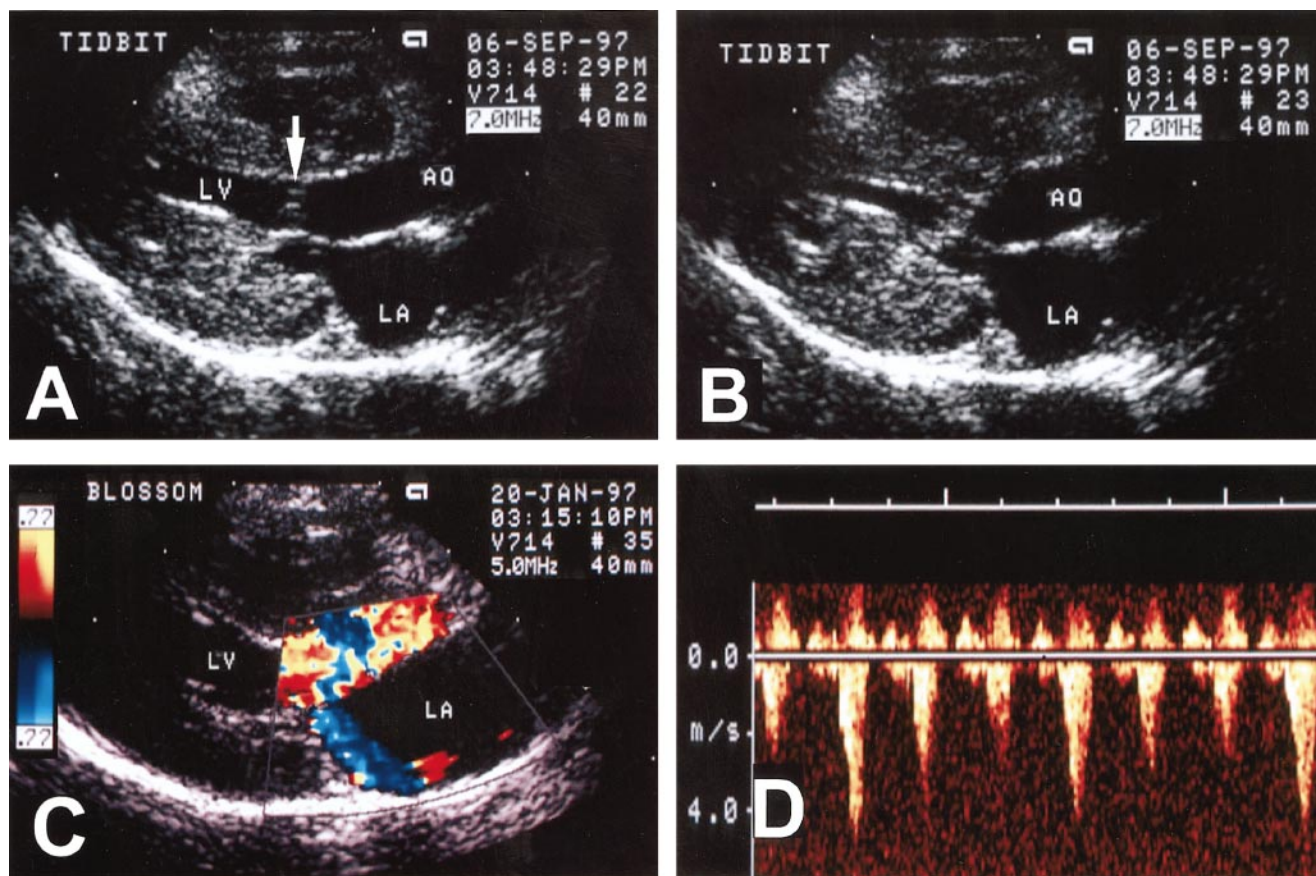 TIDBIT
06-SEP-97
03:48:29PM
V714 # 22
7.0MHz 40mm
LV
AO
LA
A
TIDBIT
06-SEP-97
03:48:29PM
V714 # 23
7.0MHz 40mm
AO
LA
B
BLOSSOM
20-JAN-97
03:15:10PM
V714 # 35
5.0MHz 40mm
.77
.77
LV
LA
C
0.0
m/s
4.0
D